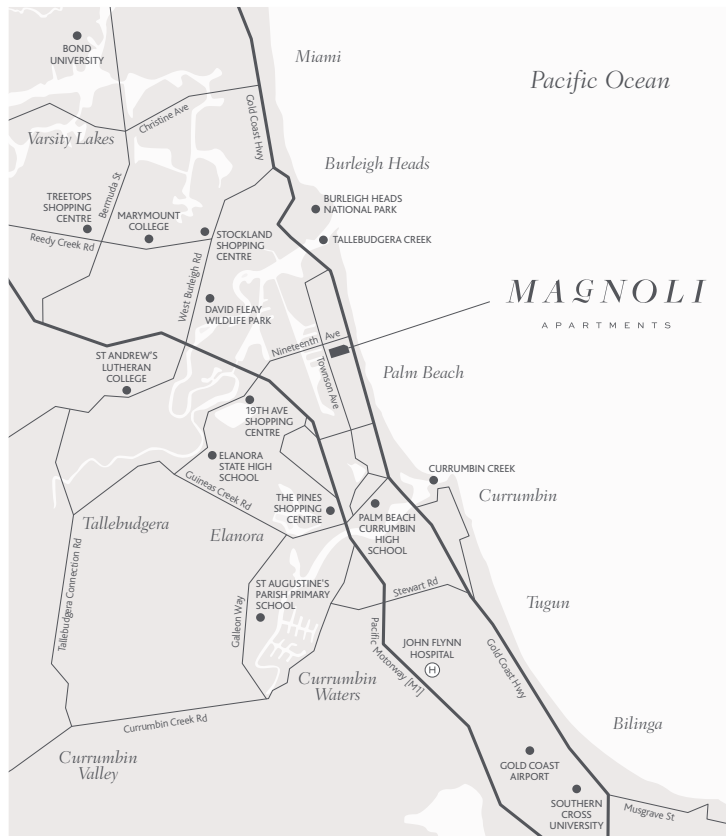 Miami
BOND
UNIVERSITY
Pacific Ocean
Gold Coast Hwy
Christine Ave
Varsity Lakes
Burleigh Heads
Bermuda St
TREETOPS
SHOPPING
CENTRE
MARYMOUNT
COLLEGE
BURLEIGH HEADS
NATIONAL PARK
STOCKLAND
SHOPPING
CENTRE
TALLEBUDGERA CREEK
Reedy Creek Rd
West Burleigh Rd
MAGNOLI
APARTMENTS
DAVID FLEAY
WILDLIFE PARK
Nineteenth Ave
ST ANDREW'S
LUTHERAN
COLLEGE
Townson Ave
Palm Beach
19TH AVE
SHOPPING
CENTRE
ELANORA
STATE HIGH
SCHOOL
CURRUMBIN CREEK
Guineas Creek Rd
THE PINES
SHOPPING
CENTRE
Currumbin
PALM BEACH
CURRUMBIN
HIGH
SCHOOL
Tallebudgera
Elanora
Tallebudgera Connection Rd
ST AUGUSTINE'S
PARISH PRIMARY
SCHOOL
Stewart Rd
Galeon Way
Tugun
Pacific Motorway [M1]
JOHN FLYNN
HOSPITAL
H
Gold Coast Hwy
Currumbin
Waters
Currumbin Creek Rd
Bilinga
Currumbin
Valley
GOLD COAST
AIRPORT
SOUTHERN
CROSS
UNIVERSITY
Musgrave St